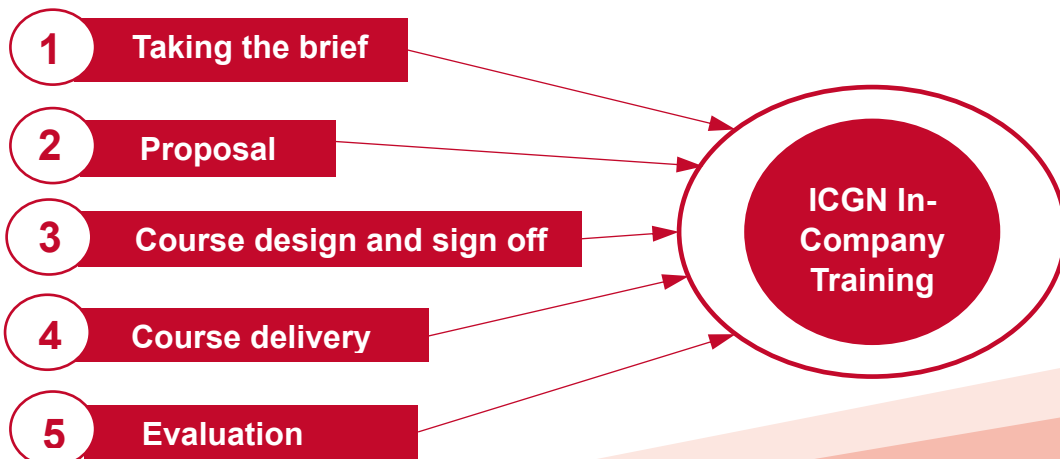 1 Taking the brief
2 Proposal
3 Course design and sign off
4 Course delivery
5 Evaluation
ICGN In-
Company
Training